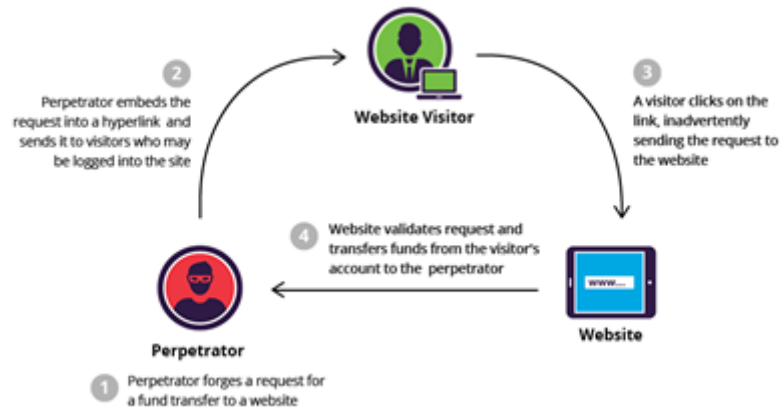 2
Perpetrator embeds the
request into a hyperlink and
sends it to visitors who may
be logged into the site
Website Visitor
3
A visitor clicks on the
link, inadvertently
sending the request to
the website
4
Website validates request and
transfers funds from the visitor's
account to the perpetrator
www....
Website
Perpetrator
1
Perpetrator forges a request for
a fund transfer to a website